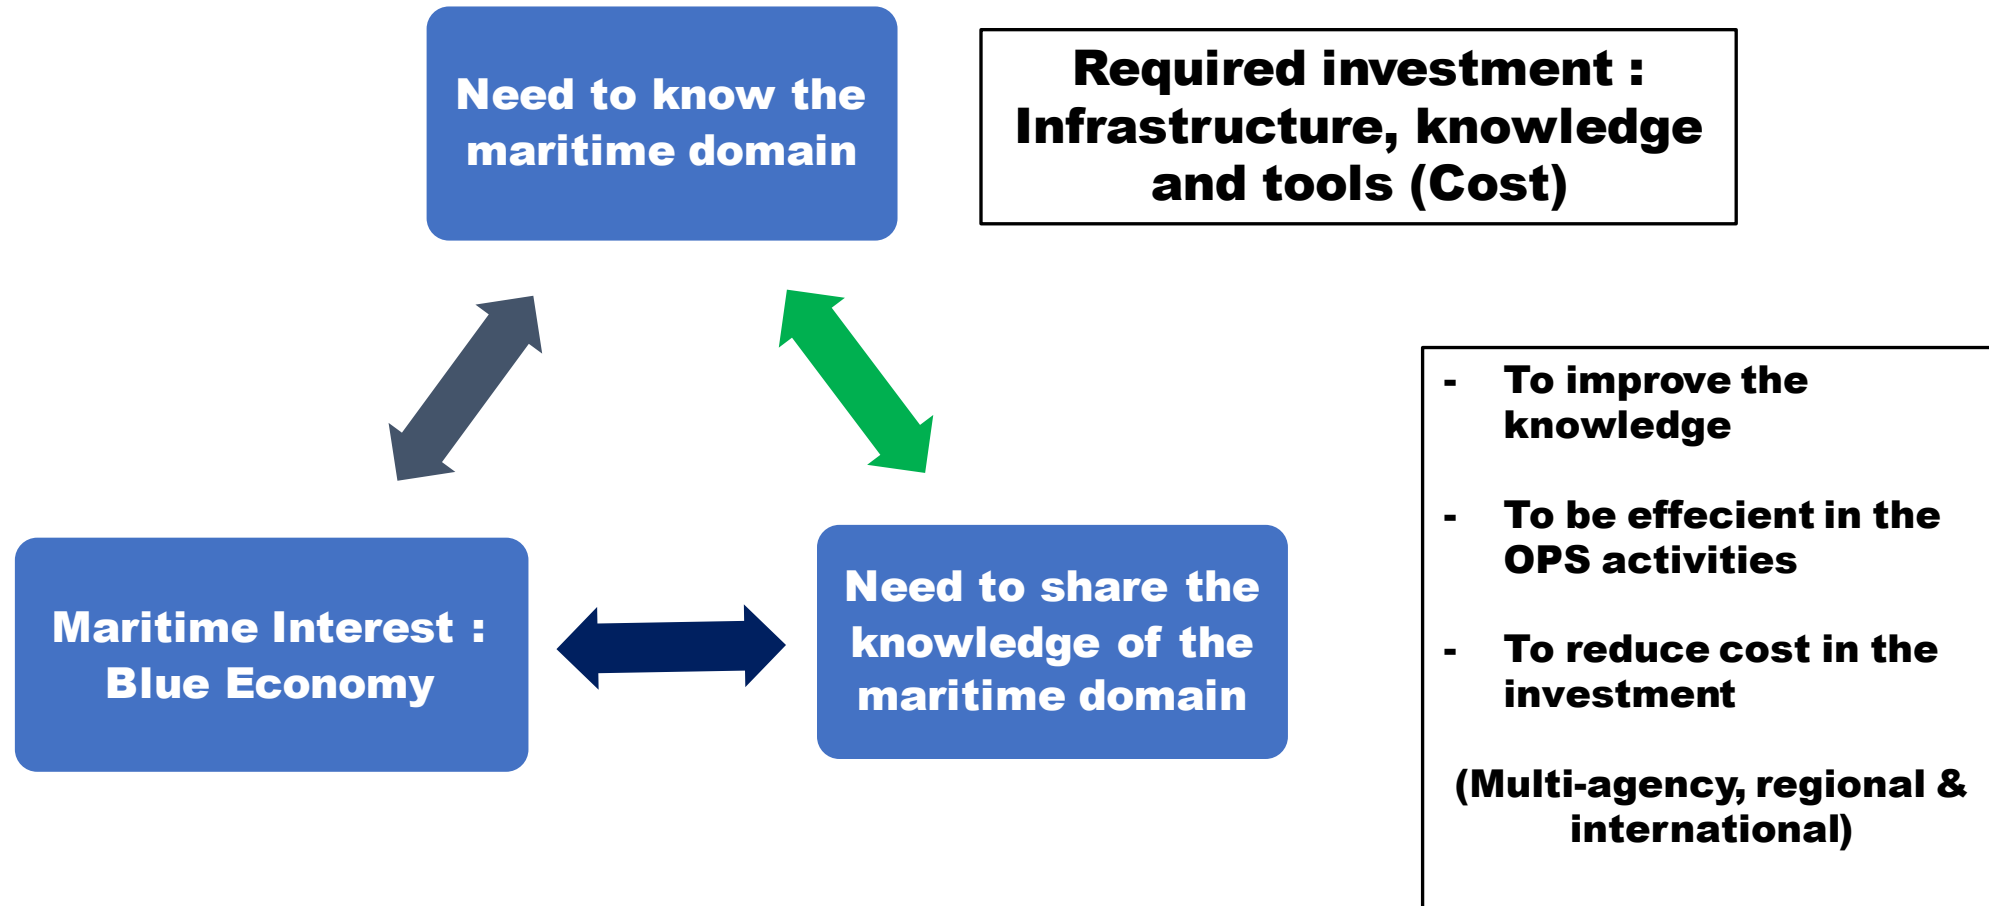 Need to know the
maritime domain
Required investment :
Infrastructure, knowledge
and tools (Cost)
Maritime Interest :
Blue Economy
Need to share the
knowledge of the
maritime domain
- To improve the
knowledge
- To be effecient in the
OPS activities
- To reduce cost in the
investment
(Multi-agency, regional &
international)